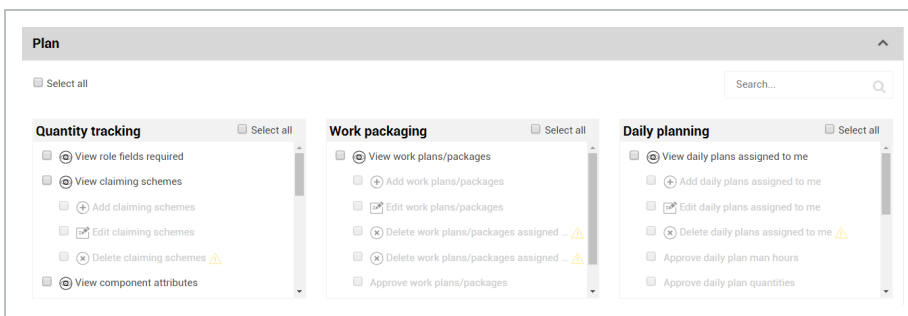 Plan
Select all
Search...
Quantity tracking
Select all
View role fields required
View claiming schemes
Add claiming schemes
Edit claiming schemes
Delete claiming schemes
View component attributes
Work packaging
Select all
View work plans/packages
Add work plans/packages
Edit work plans/packages
Delete work plans/packages assigned ...
Delete work plans/packages assigned ...
Approve work plans/packages
Daily planning
Select all
View daily plans assigned to me
Add daily plans assigned to me
Edit daily plans assigned to me
Delete daily plans assigned to me
Approve daily plan man hours
Approve daily plan quantities